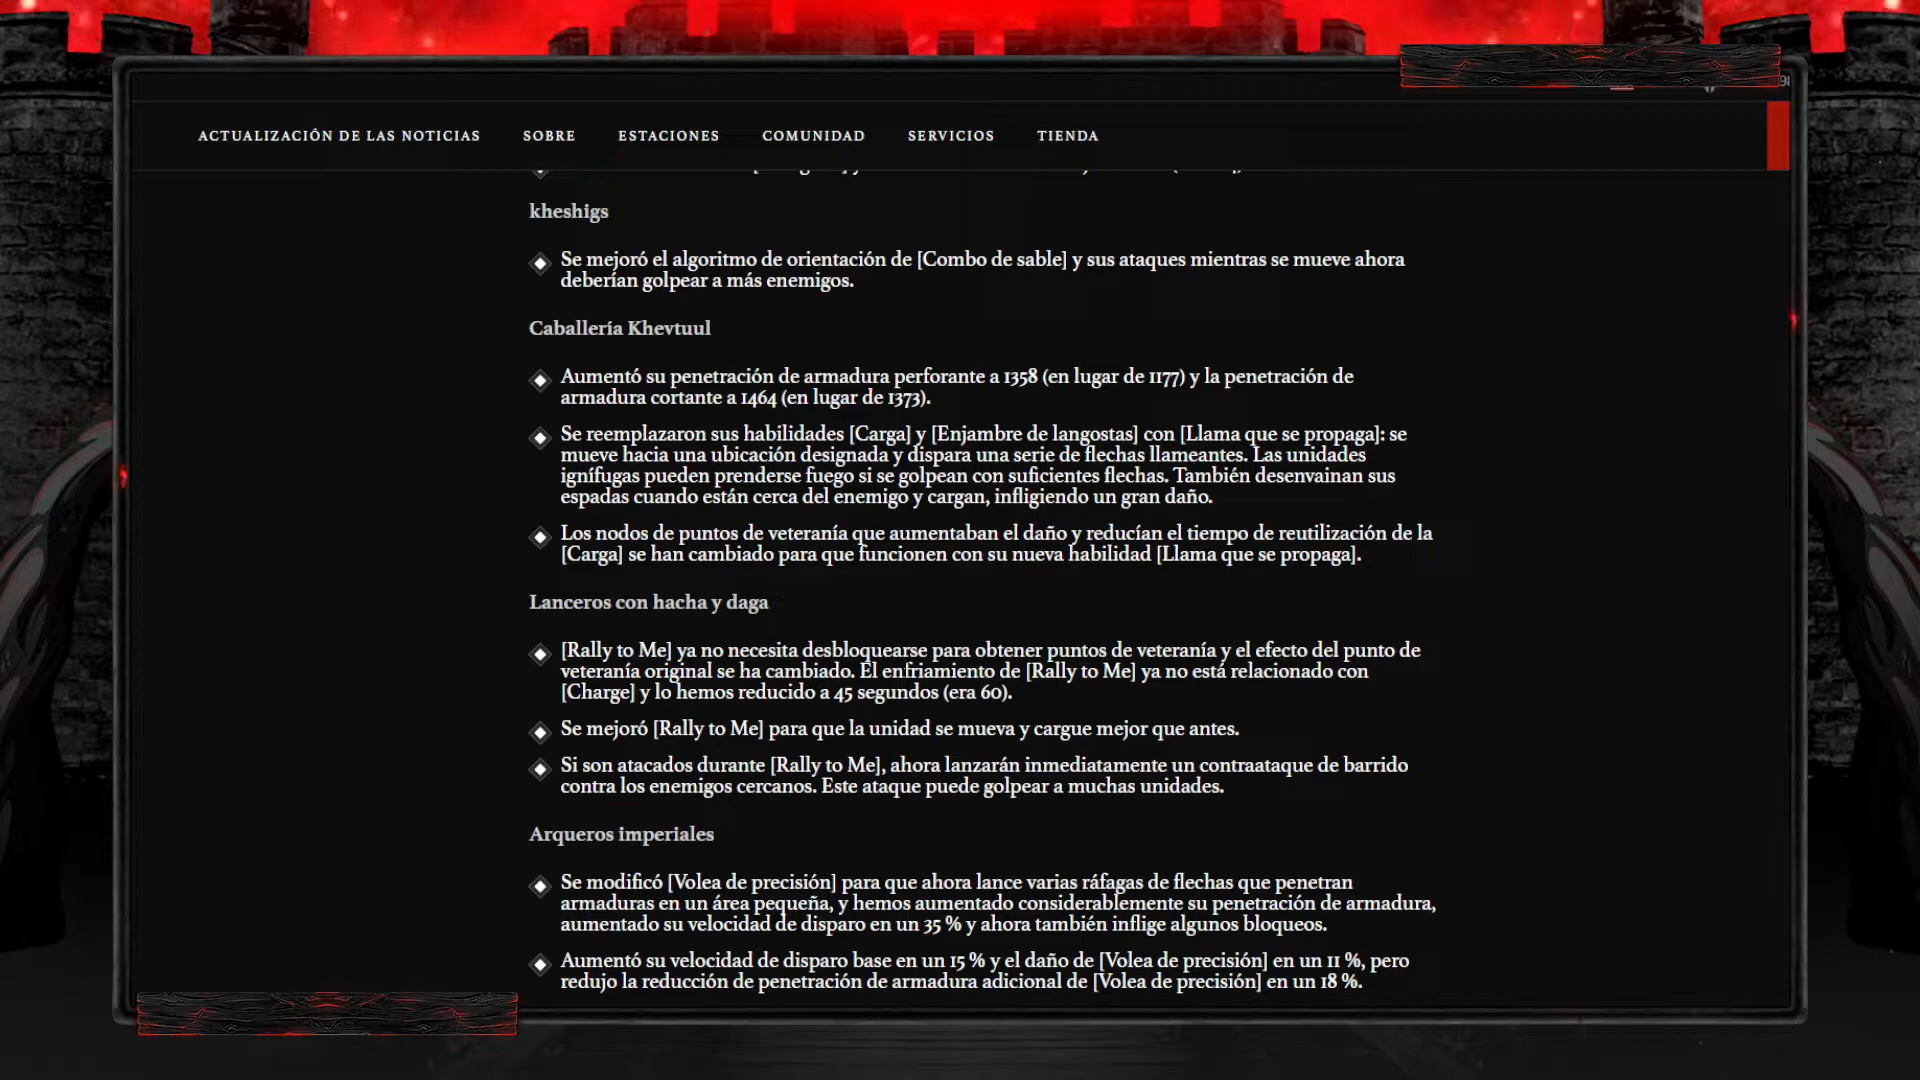 ACTUALIZACIÓN DE LAS NOTICIAS SOBRE ESTACIONES COMUNIDAD SERVICIOS TIENDA
kheshigs
Se mejoró el algoritmo de orientación de [Combo de sable] y sus ataques mientras se mueve ahora
deberían golpear a más enemigos.
Caballería Khevtuul
Aumentó su penetración de armadura perforante a 1358 (en lugar de 1177) y la penetración de
armadura cortante a 1464 (en lugar de 1373).
Se reemplazaron sus habilidades [Carga] y [Enjambre de langostas] con [Llama que se propaga]: se
mueve hacia una ubicación designada y dispara una serie de flechas llameantes. Las unidades
ignífugas pueden prenderse fuego si se golpean con suficientes flechas. También desenvainan sus
espadas cuando están cerca del enemigo y cargan, infligiendo un gran daño.
Los nodos de puntos de veteranía que aumentaban el daño y reducían el tiempo de reutilización de la
[Carga] se han cambiado para que funcionen con su nueva habilidad [Llama que se propaga].
Lanceros con hacha y daga
[Rally to Me] ya no necesita desbloquearse para obtener puntos de veteranía y el efecto del punto de
veteranía original se ha cambiado. El enfriamiento de [Rally to Me] ya no está relacionado con
[Charge] y lo hemos reducido a 45 segundos (era 60).
Se mejoró [Rally to Me] para que la unidad se mueva y cargue mejor que antes.
Si son atacados durante [Rally to Me], ahora lanzarán inmediatamente un contraataque de barrido
contra los enemigos cercanos. Este ataque puede golpear a muchas unidades.
Arqueros imperiales
Se modificó [Volea de precisión] para que ahora lance varias ráfagas de flechas que penetran
armaduras en un área pequeña, y hemos aumentado considerablemente su penetración de armadura,
aumentado su velocidad de disparo en un 35 % y ahora también inflige algunos bloqueos.
Aumentó su velocidad de disparo base en un 15 % y el daño de [Volea de precisión] en un 11 %, pero
redujo la reducción de penetración de armadura adicional de [Volea de precisión] en un 18 %.